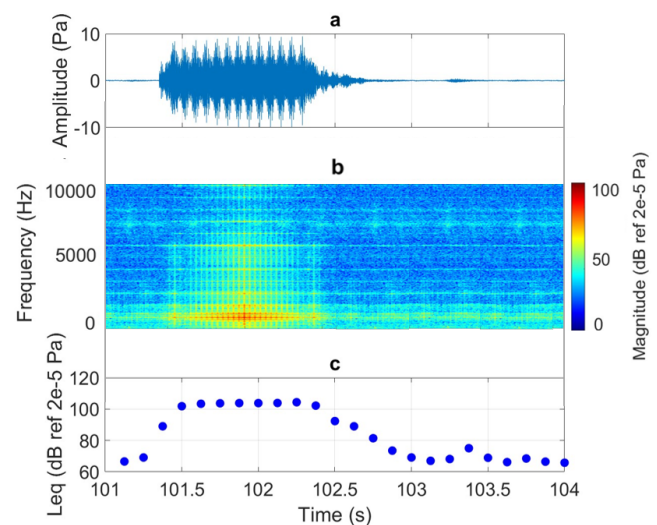 a
Amplitude (Pa)
10
0
-10
b
Frequency (Hz)
10000
5000
0
100
50
0
Magnitude (dB ref 2e-5 Pa)
c
Leq (dB ref 2e-5 Pa)
120
100
80
60
101 101.5 102 102.5 103 103.5 104
Time (s)